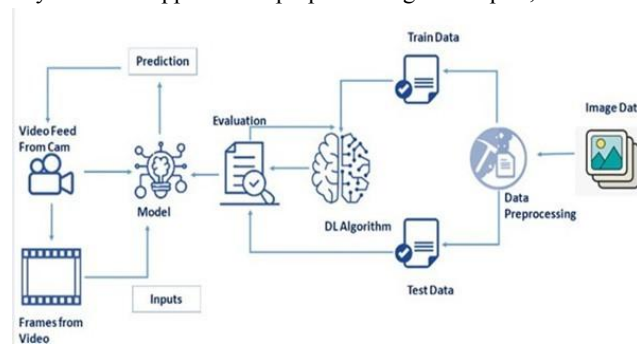 Train Data
Prediction
Image Dat
Evaluation
Video Feed
From Cam
Data
Preprocessing
Model
DL Algorithm
Inputs
Test Data
Frames from
Video